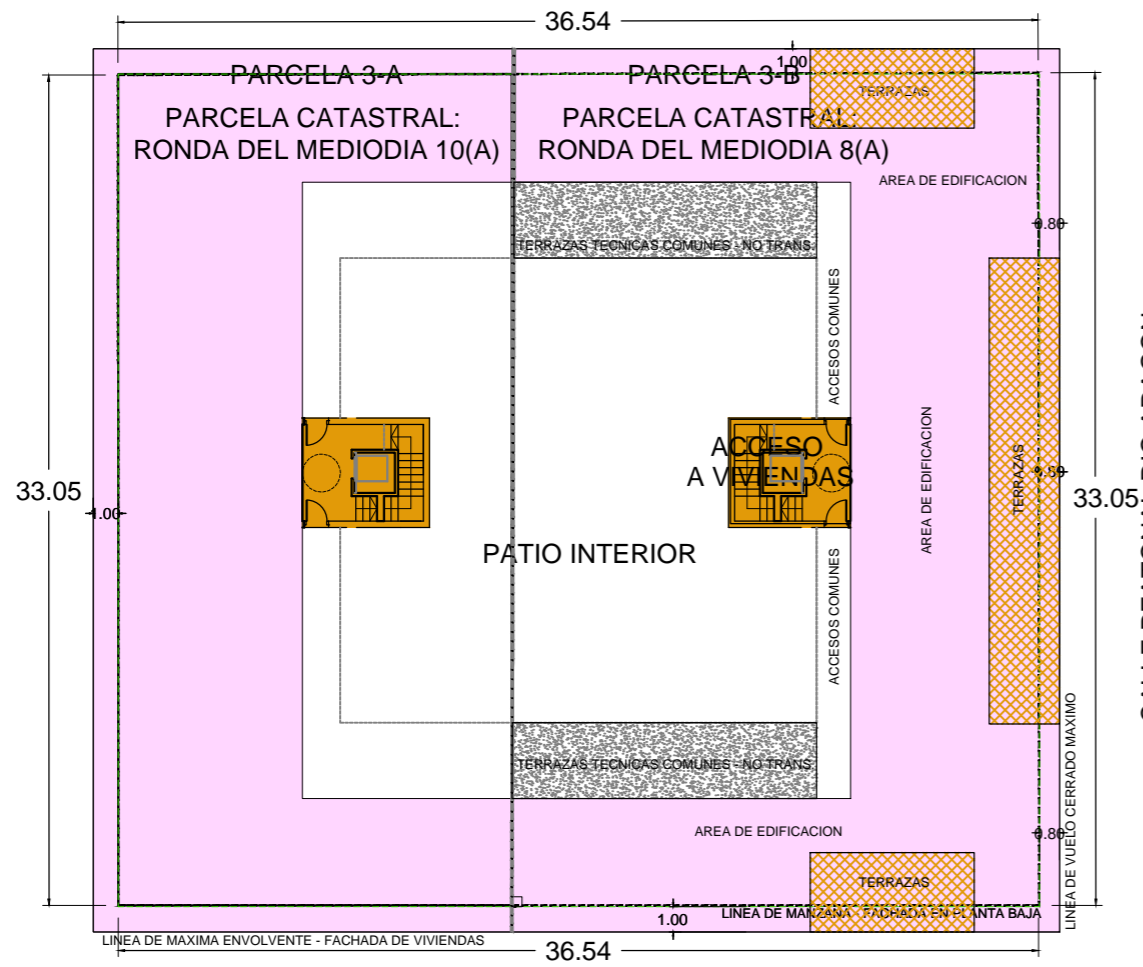 36.54
PARCELA 3-A
PARCELA CATASTRAL:
RONDA DEL MEDIODIA 10(A)
PARCELA 3-B
PARCELA CATASTRAL:
RONDA DEL MEDIODIA 8(A)
1.00
TERRAZAS
AREA DE EDIFICACION
0.80
TERRAZAS TECNICAS COMUNES - NO TRANS.
ACCESOS COMUNES
AREA DE EDIFICACION
TERRAZAS
ACCESO
A VIVIENDAS
33.05
1.00
33.05
PATIO INTERIOR
ACCESOS COMUNES
TERRAZAS TECNICAS COMUNES - NO TRANS.
AREA DE EDIFICACION
0.80
LINEA DE VUELO CERRADO MAXIMO
TERRAZAS
1.00
LINEA DE MANZANA - FACHADA EN PLANTA BAJA
LINEA DE MAXIMA ENVOLVENTE - FACHADA DE VIVIENDAS
36.54